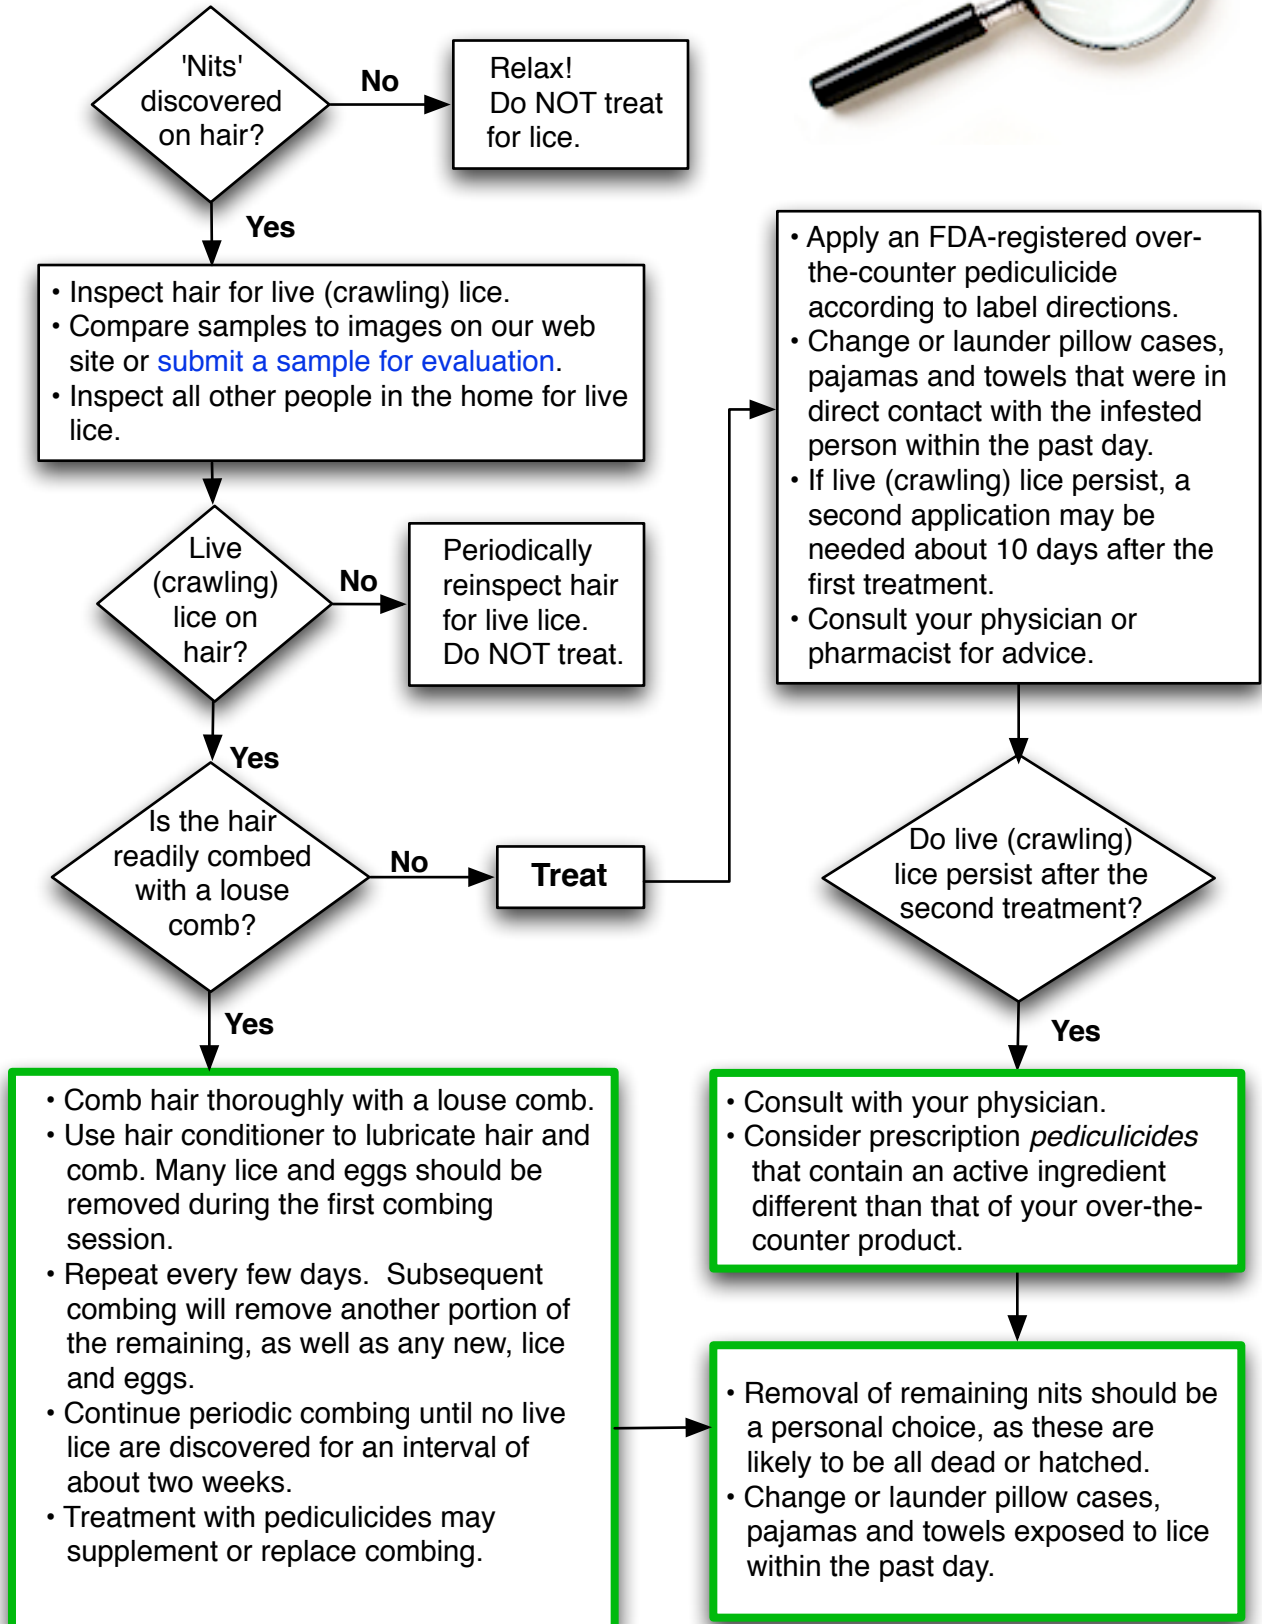 'Nits'
discovered
on hair?
No
Relax!
Do NOT treat
for lice.
Yes
• Inspect hair for live (crawling) lice.
• Compare samples to images on our web
site or submit a sample for evaluation.
• Inspect all other people in the home for live
lice.
Live
(crawling)
lice on
hair?
No
Periodically
reinspect hair
for live lice.
Do NOT treat.
Yes
Is the hair
readily combed
with a louse
comb?
No
Treat
• Apply an FDA-registered over-
the-counter pediculicide
according to label directions.
• Change or launder pillow cases,
pajamas and towels that were in
direct contact with the infested
person within the past day.
• If live (crawling) lice persist, a
second application may be
needed about 10 days after the
first treatment.
• Consult your physician or
pharmacist for advice.
Do live (crawling)
lice persist after the
second treatment?
Yes
• Comb hair thoroughly with a louse comb.
• Use hair conditioner to lubricate hair and
comb. Many lice and eggs should be
removed during the first combing
session.
• Repeat every few days.  Subsequent
combing will remove another portion of
the remaining, as well as any new, lice
and eggs.
• Continue periodic combing until no live
lice are discovered for an interval of
about two weeks.
• Treatment with pediculicides may
supplement or replace combing.
Yes
• Consult with your physician.
• Consider prescription pediculicides
that contain an active ingredient
different than that of your over-the-
counter product.
• Removal of remaining nits should be
a personal choice, as these are
likely to be all dead or hatched.
• Change or launder pillow cases,
pajamas and towels exposed to lice
within the past day.